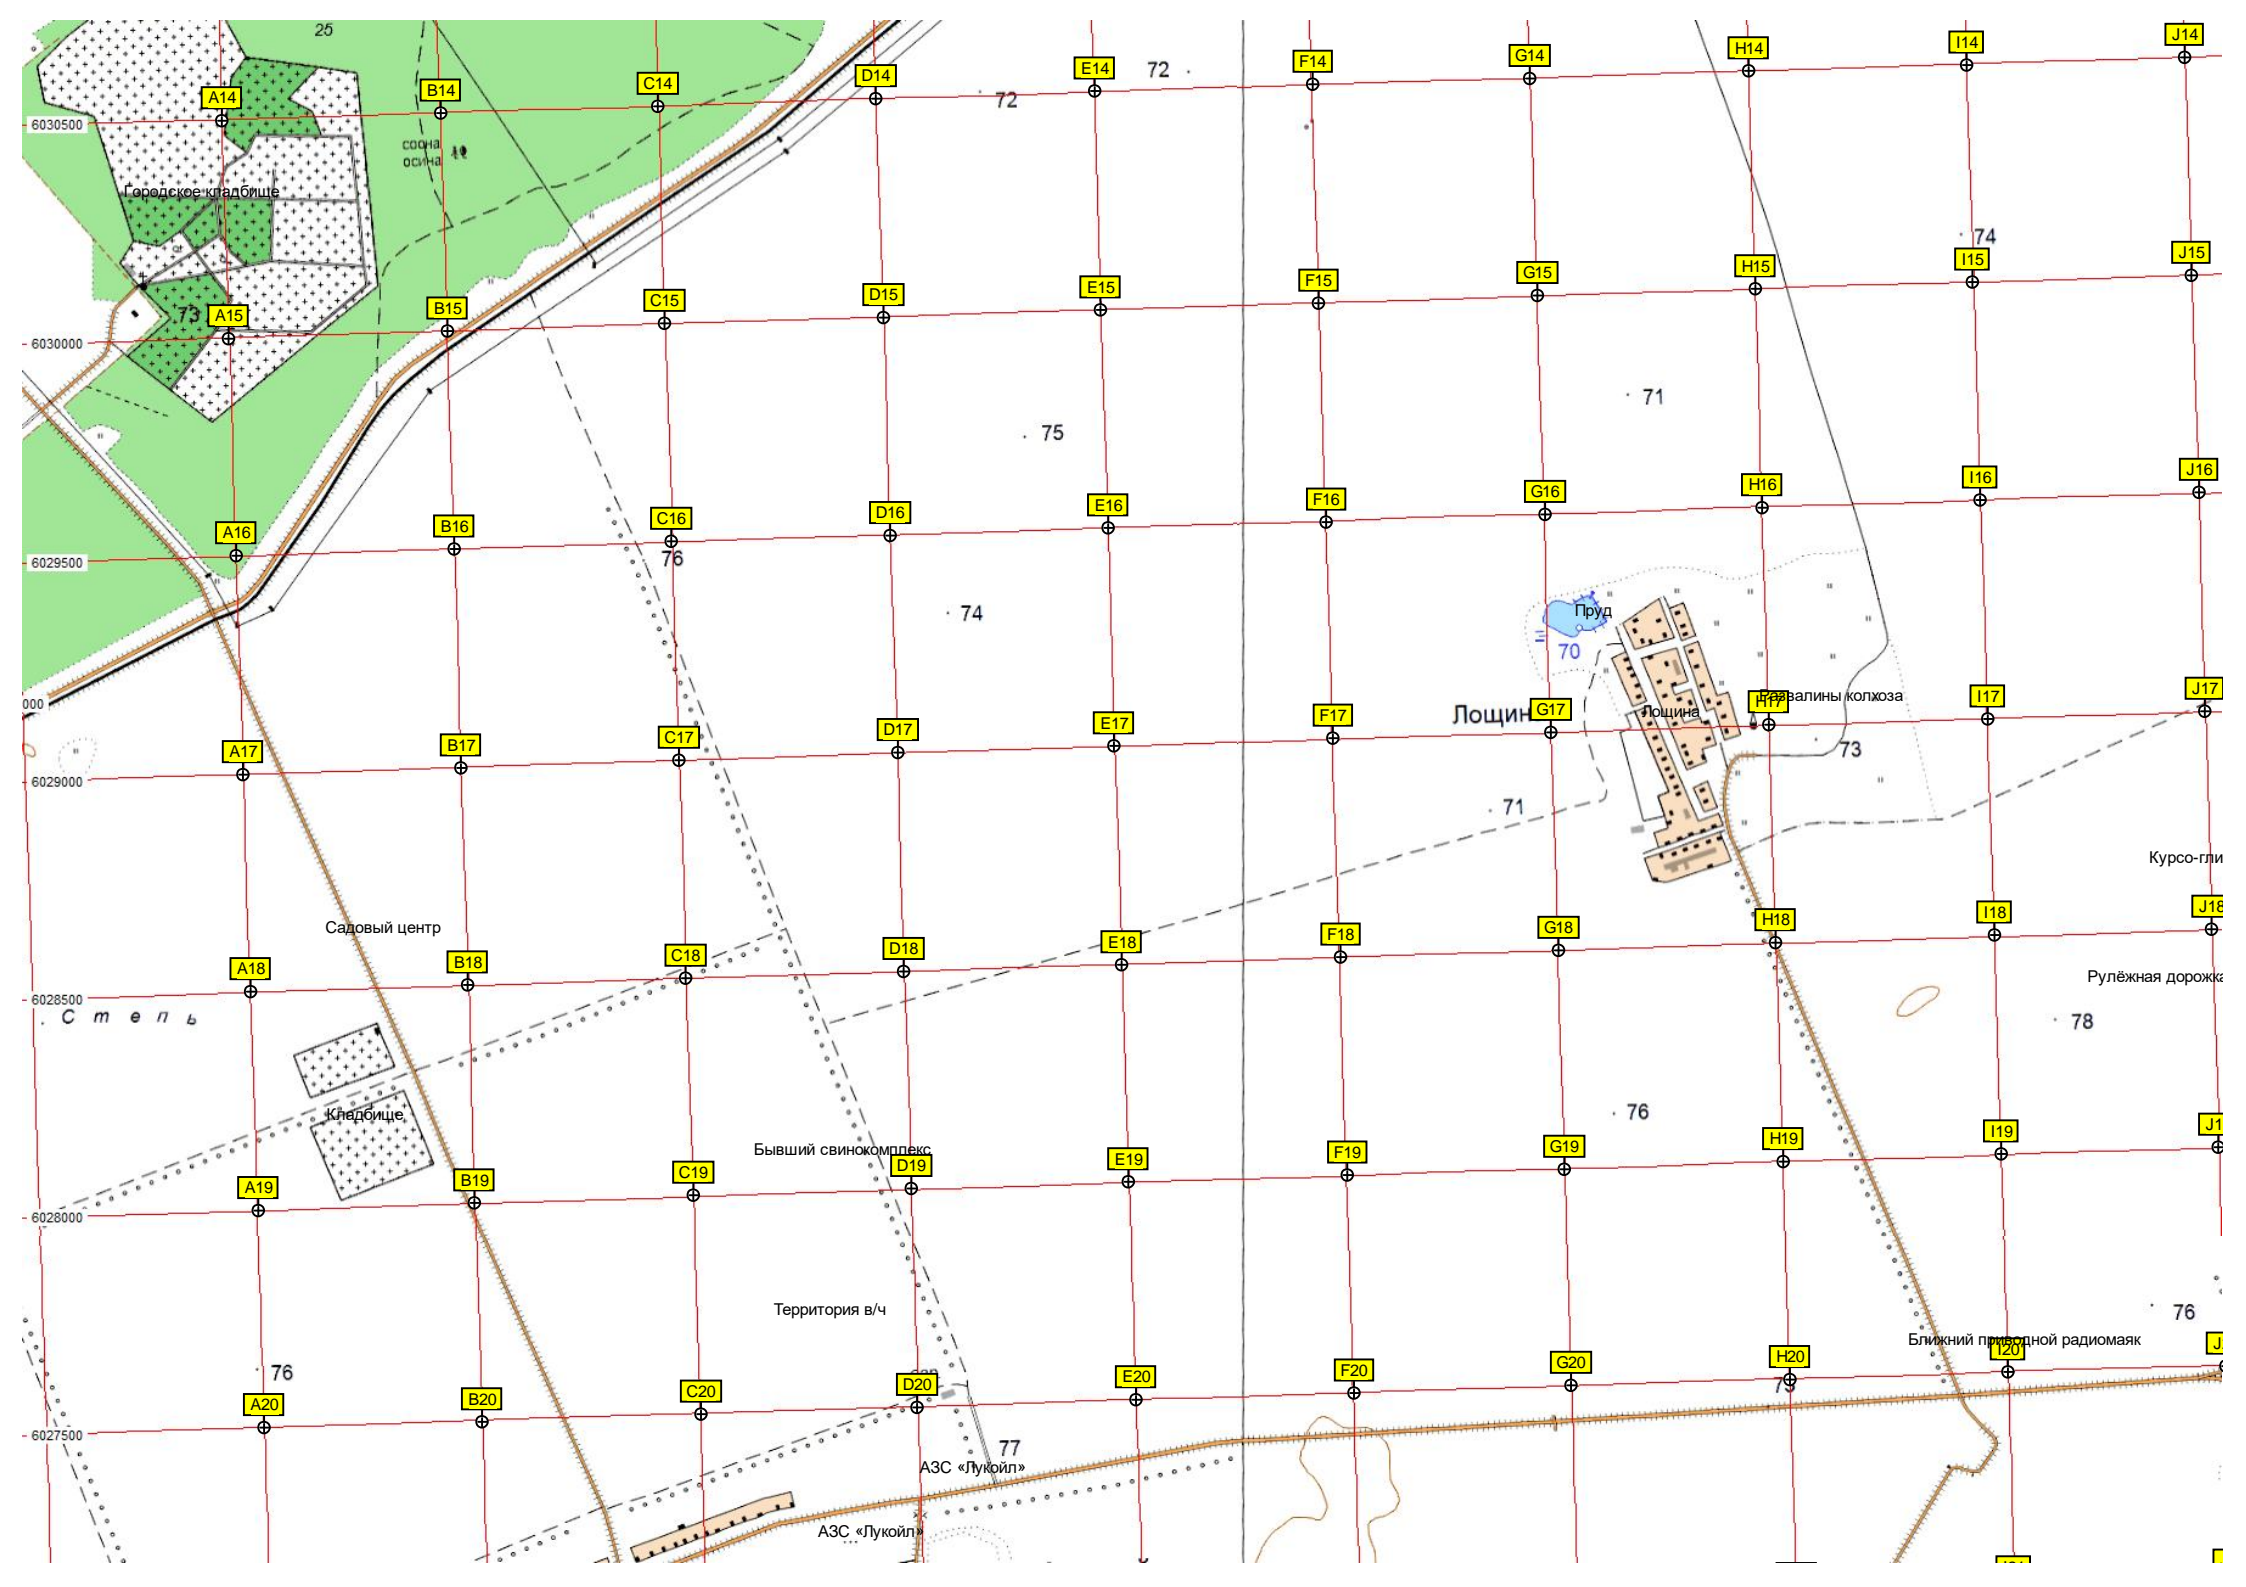 25
A14
B14
C14
D14
E14
F14
G14
H14
I14
J14
72
72
6030500
сосна
осина
Городское кладбище
74
A15
B15
C15
D15
E15
F15
G15
H15
I15
J15
73
6030000
71
75
A16
B16
C16
D16
E16
F16
G16
H16
I16
J16
6029500
76
74
Пруд
70
000
A17
B17
C17
D17
E17
F17
Лощин
G17
Лощина
H17
Развалины колхоза
I17
J17
73
6029000
71
Курсо-гли
Садовый центр
A18
B18
C18
D18
E18
F18
G18
H18
I18
J18
Рулёжная дорожка
6028500
Степь
78
Кладбище
76
Бывший свинокомплекс
A19
B19
C19
D19
E19
F19
G19
H19
I19
J1
6028000
Территория в/ч
76
Ближний приводной радиомаяк
76
A20
B20
C20
D20
E20
F20
G20
H20
I20
J
6027500
77
АЗС «Лукойл»
АЗС «Лукойл»